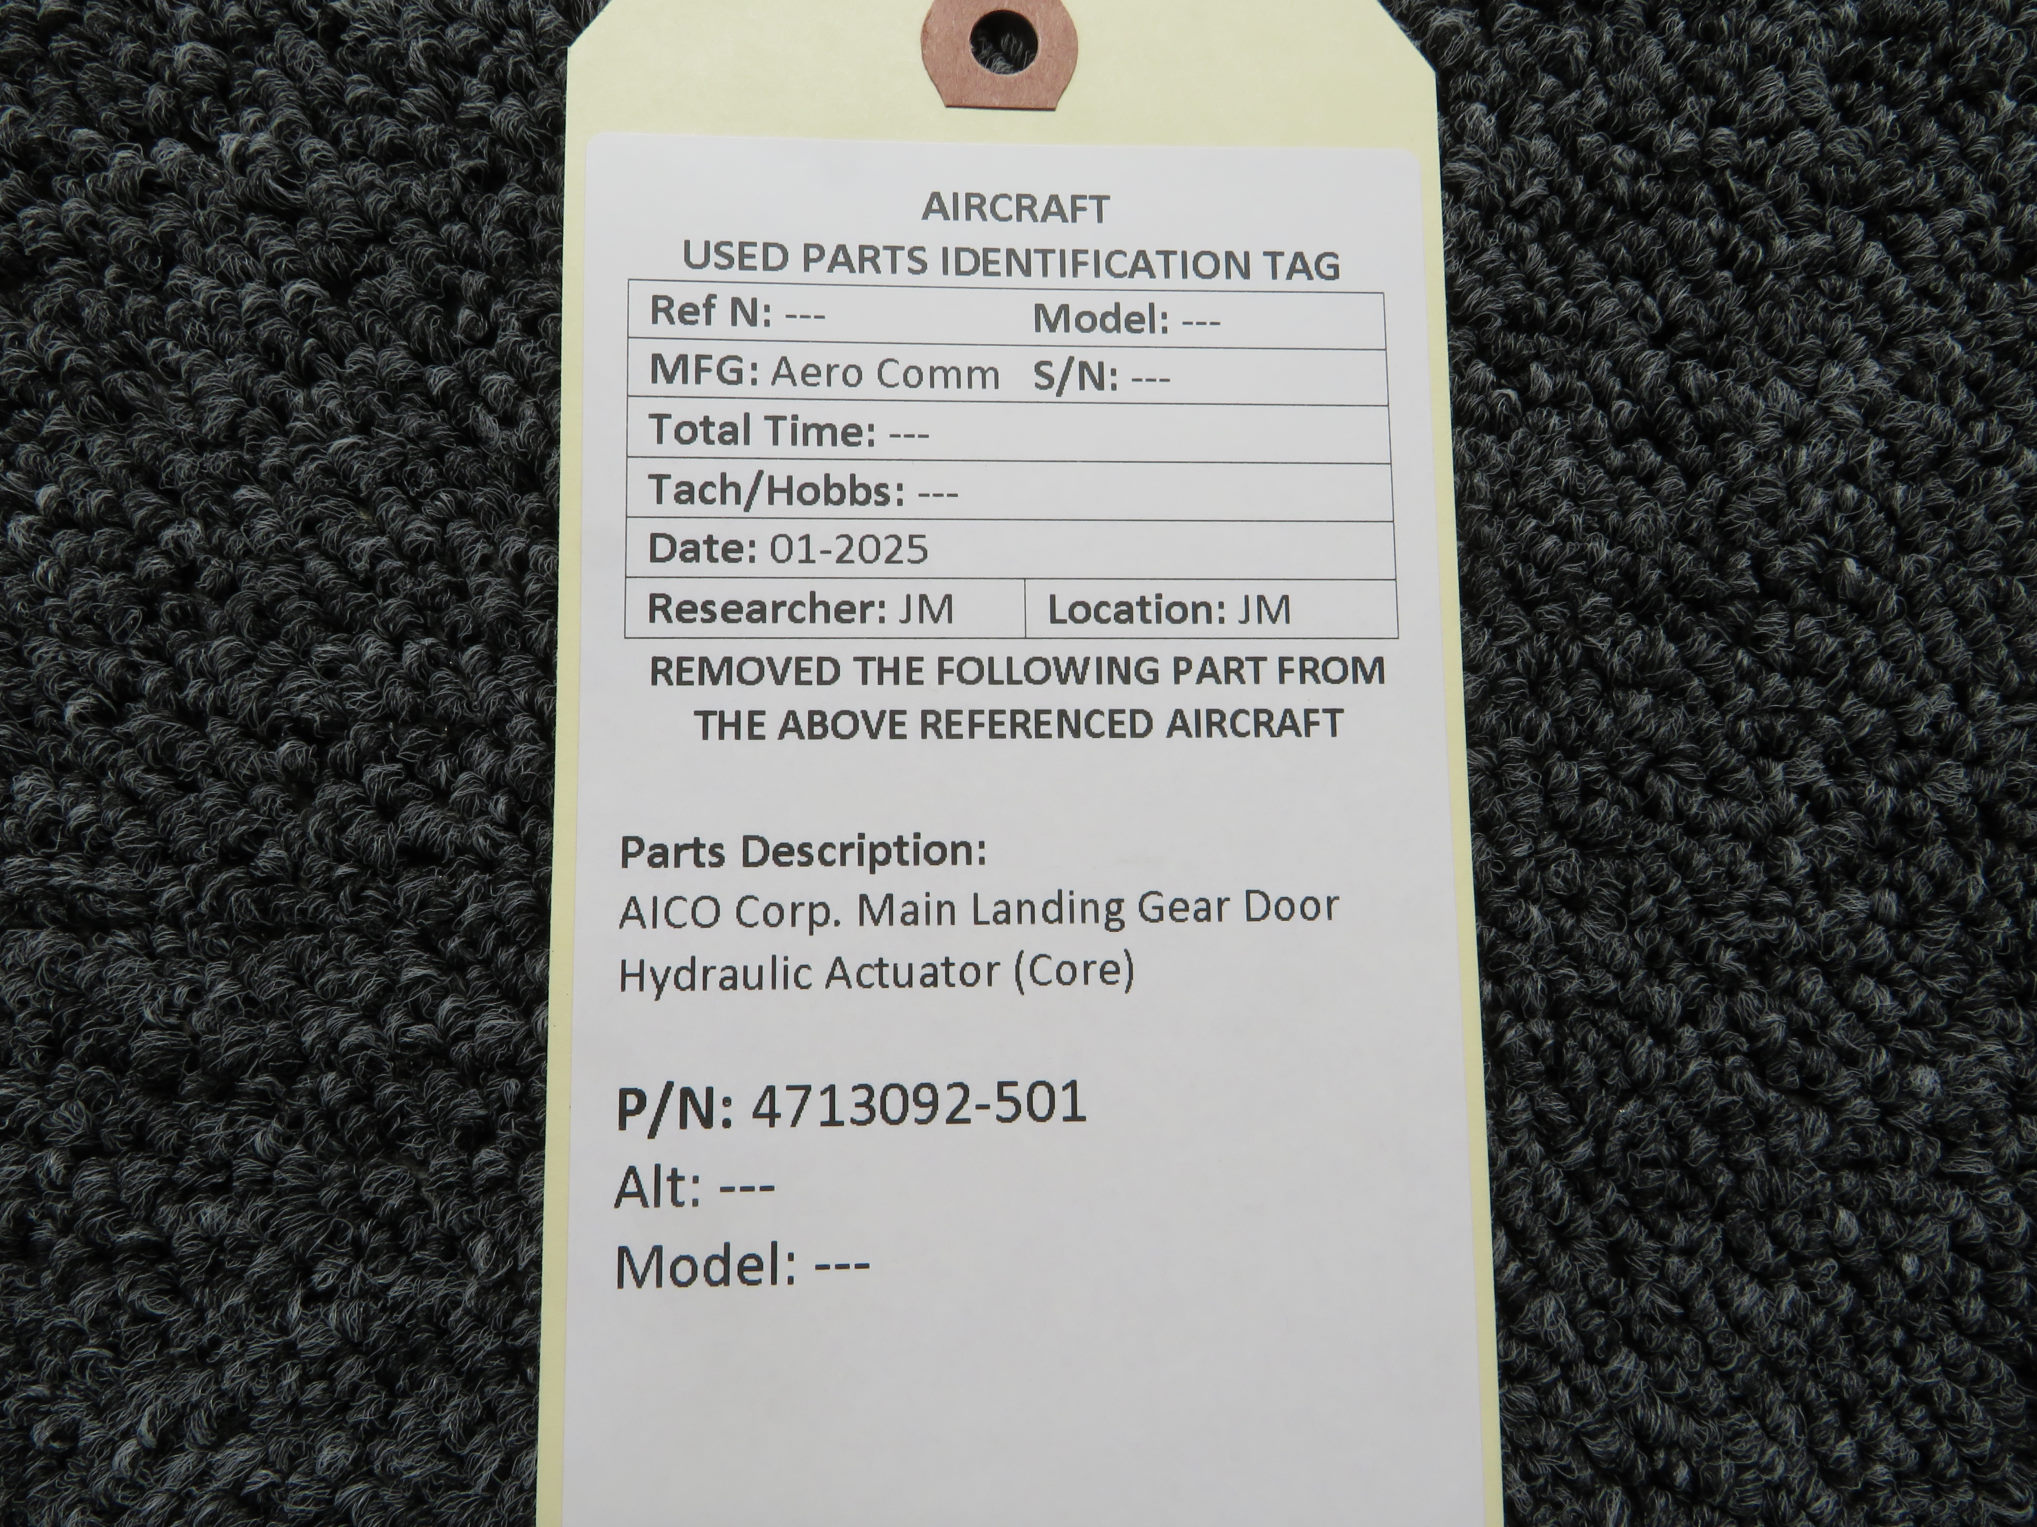 AIRCRAFT
USED PARTS IDENTIFICATION TAG
Ref N: --- Model: ---
MFG: Aero Comm S/N: ---
Total Time: ---
Tach/Hobbs: ---
Date: 01-2025
Researcher: JM Location: JM
REMOVED THE FOLLOWING PART FROM
THE ABOVE REFERENCED AIRCRAFT
Parts Description:
AICO Corp. Main Landing Gear Door
Hydraulic Actuator (Core)
P/N: 4713092-501
Alt: ---
Model: ---